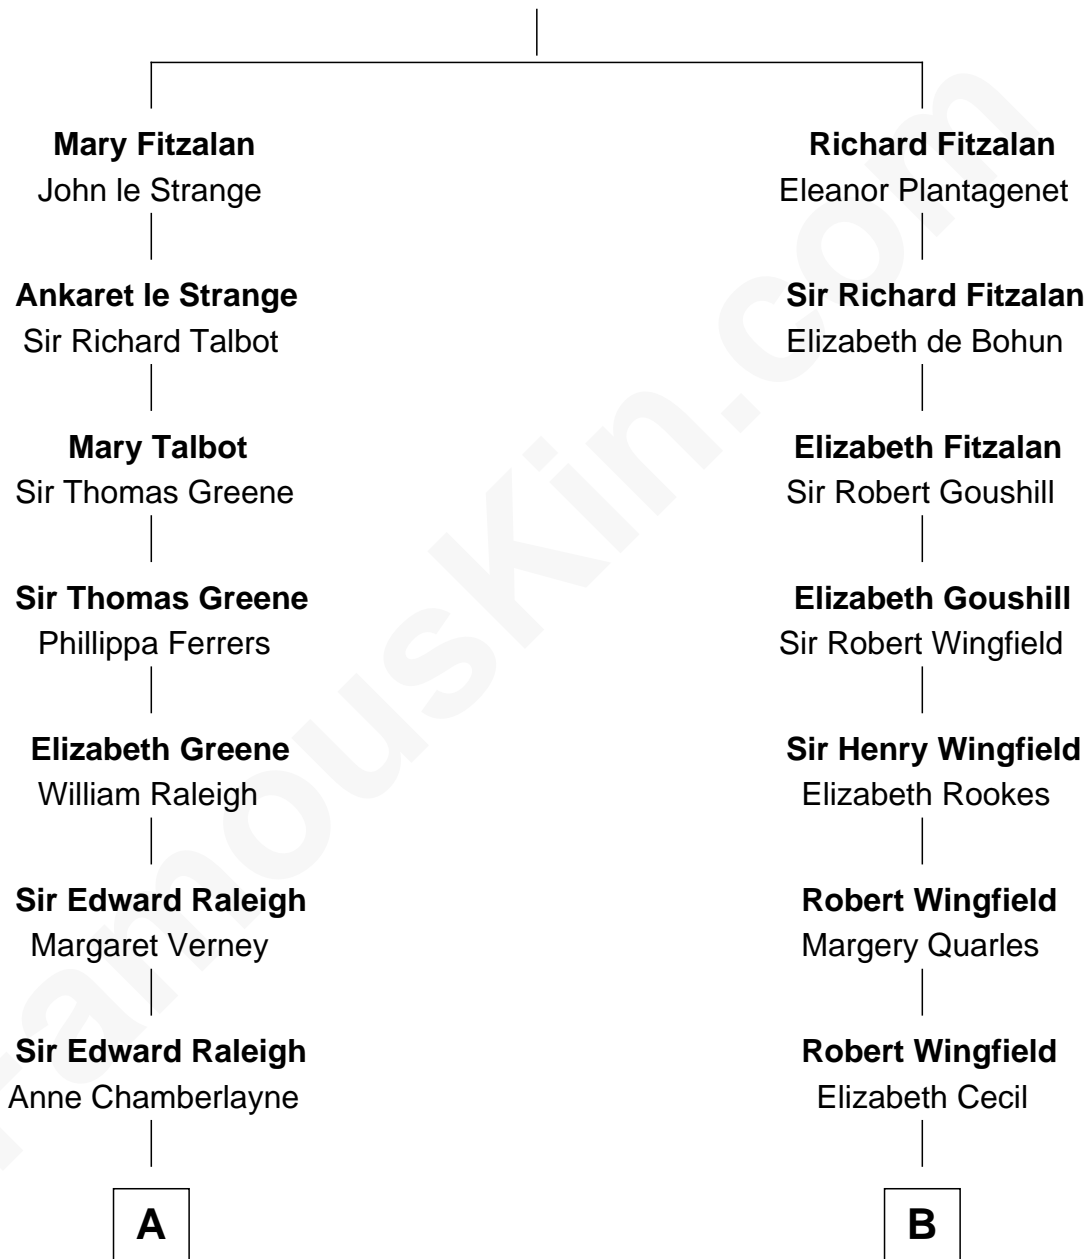 Mary Fitzalan
John le Strange
Richard Fitzalan
Eleanor Plantagenet
Ankaret le Strange
Sir Richard Talbot
Sir Richard Fitzalan
Elizabeth de Bohun
Mary Talbot
Sir Thomas Greene
Elizabeth Fitzalan
Sir Robert Goushill
Sir Thomas Greene
Phillippa Ferrers
Elizabeth Goushill
Sir Robert Wingfield
Elizabeth Greene
William Raleigh
Sir Henry Wingfield
Elizabeth Rookes
Sir Edward Raleigh
Margaret Verney
Robert Wingfield
Margery Quarles
Sir Edward Raleigh
Anne Chamberlayne
Robert Wingfield
Elizabeth Cecil
A
B
FamousKin.com